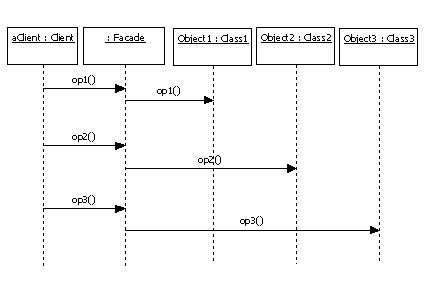 aClient : Client
: Facade
Object1 : Class1
Object2 : Class2
Object3 : Class3
op1()
op1()
op2()
op2()
op3()
op3()